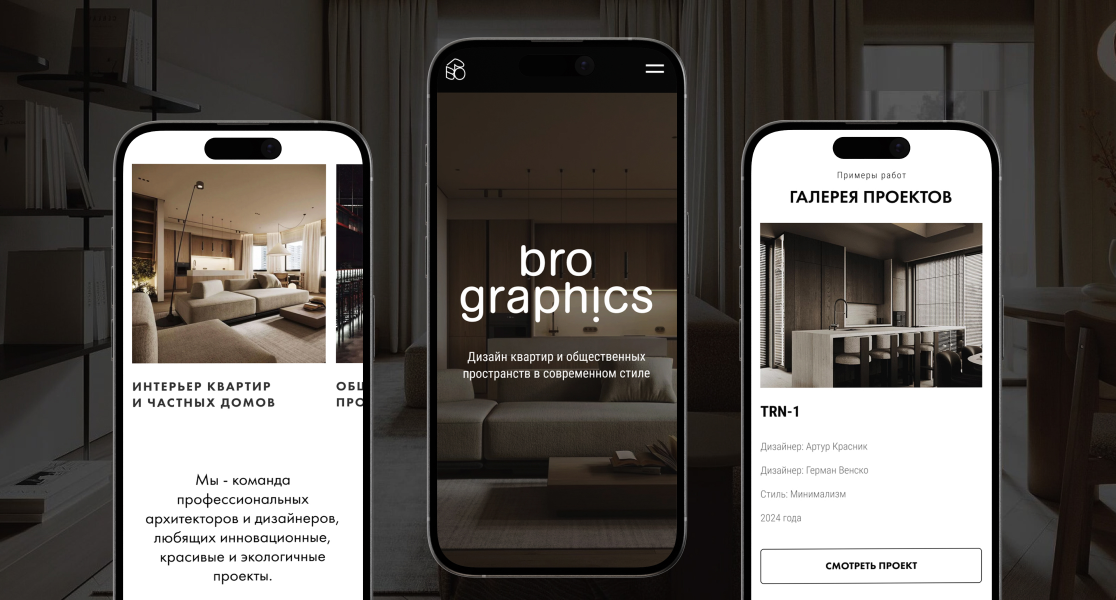 ИНТЕРЬЕР КВАРТИР
И ЧАСТНЫХ ДОМОВ
Мы - команда
профессиональных
архитекторов и дизайнеров,
любящих инновационные,
красивые и экологичные
проекты.
bro
graphics
Дизайн квартир и общественных
пространств в современном стиле
Примеры работ
ГАЛЕРЕЯ ПРОЕКТОВ
TRN-1
Дизайнер: Артур Красник
Дизайнер: Герман Венско
Стиль: Минимализм
2024 года
СМОТРЕТЬ ПРОЕКТ